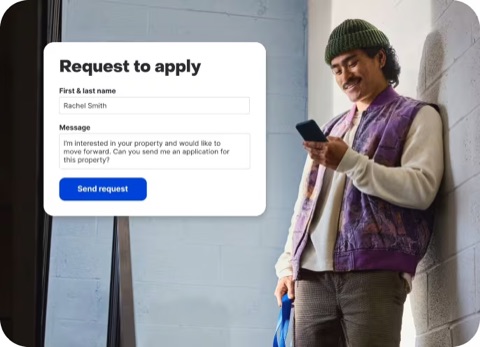 Request to apply
First & last name
Rachel Smith
Message
I'm interested in your property and would like to
move forward. Can you send me an application for
this property?
Send request